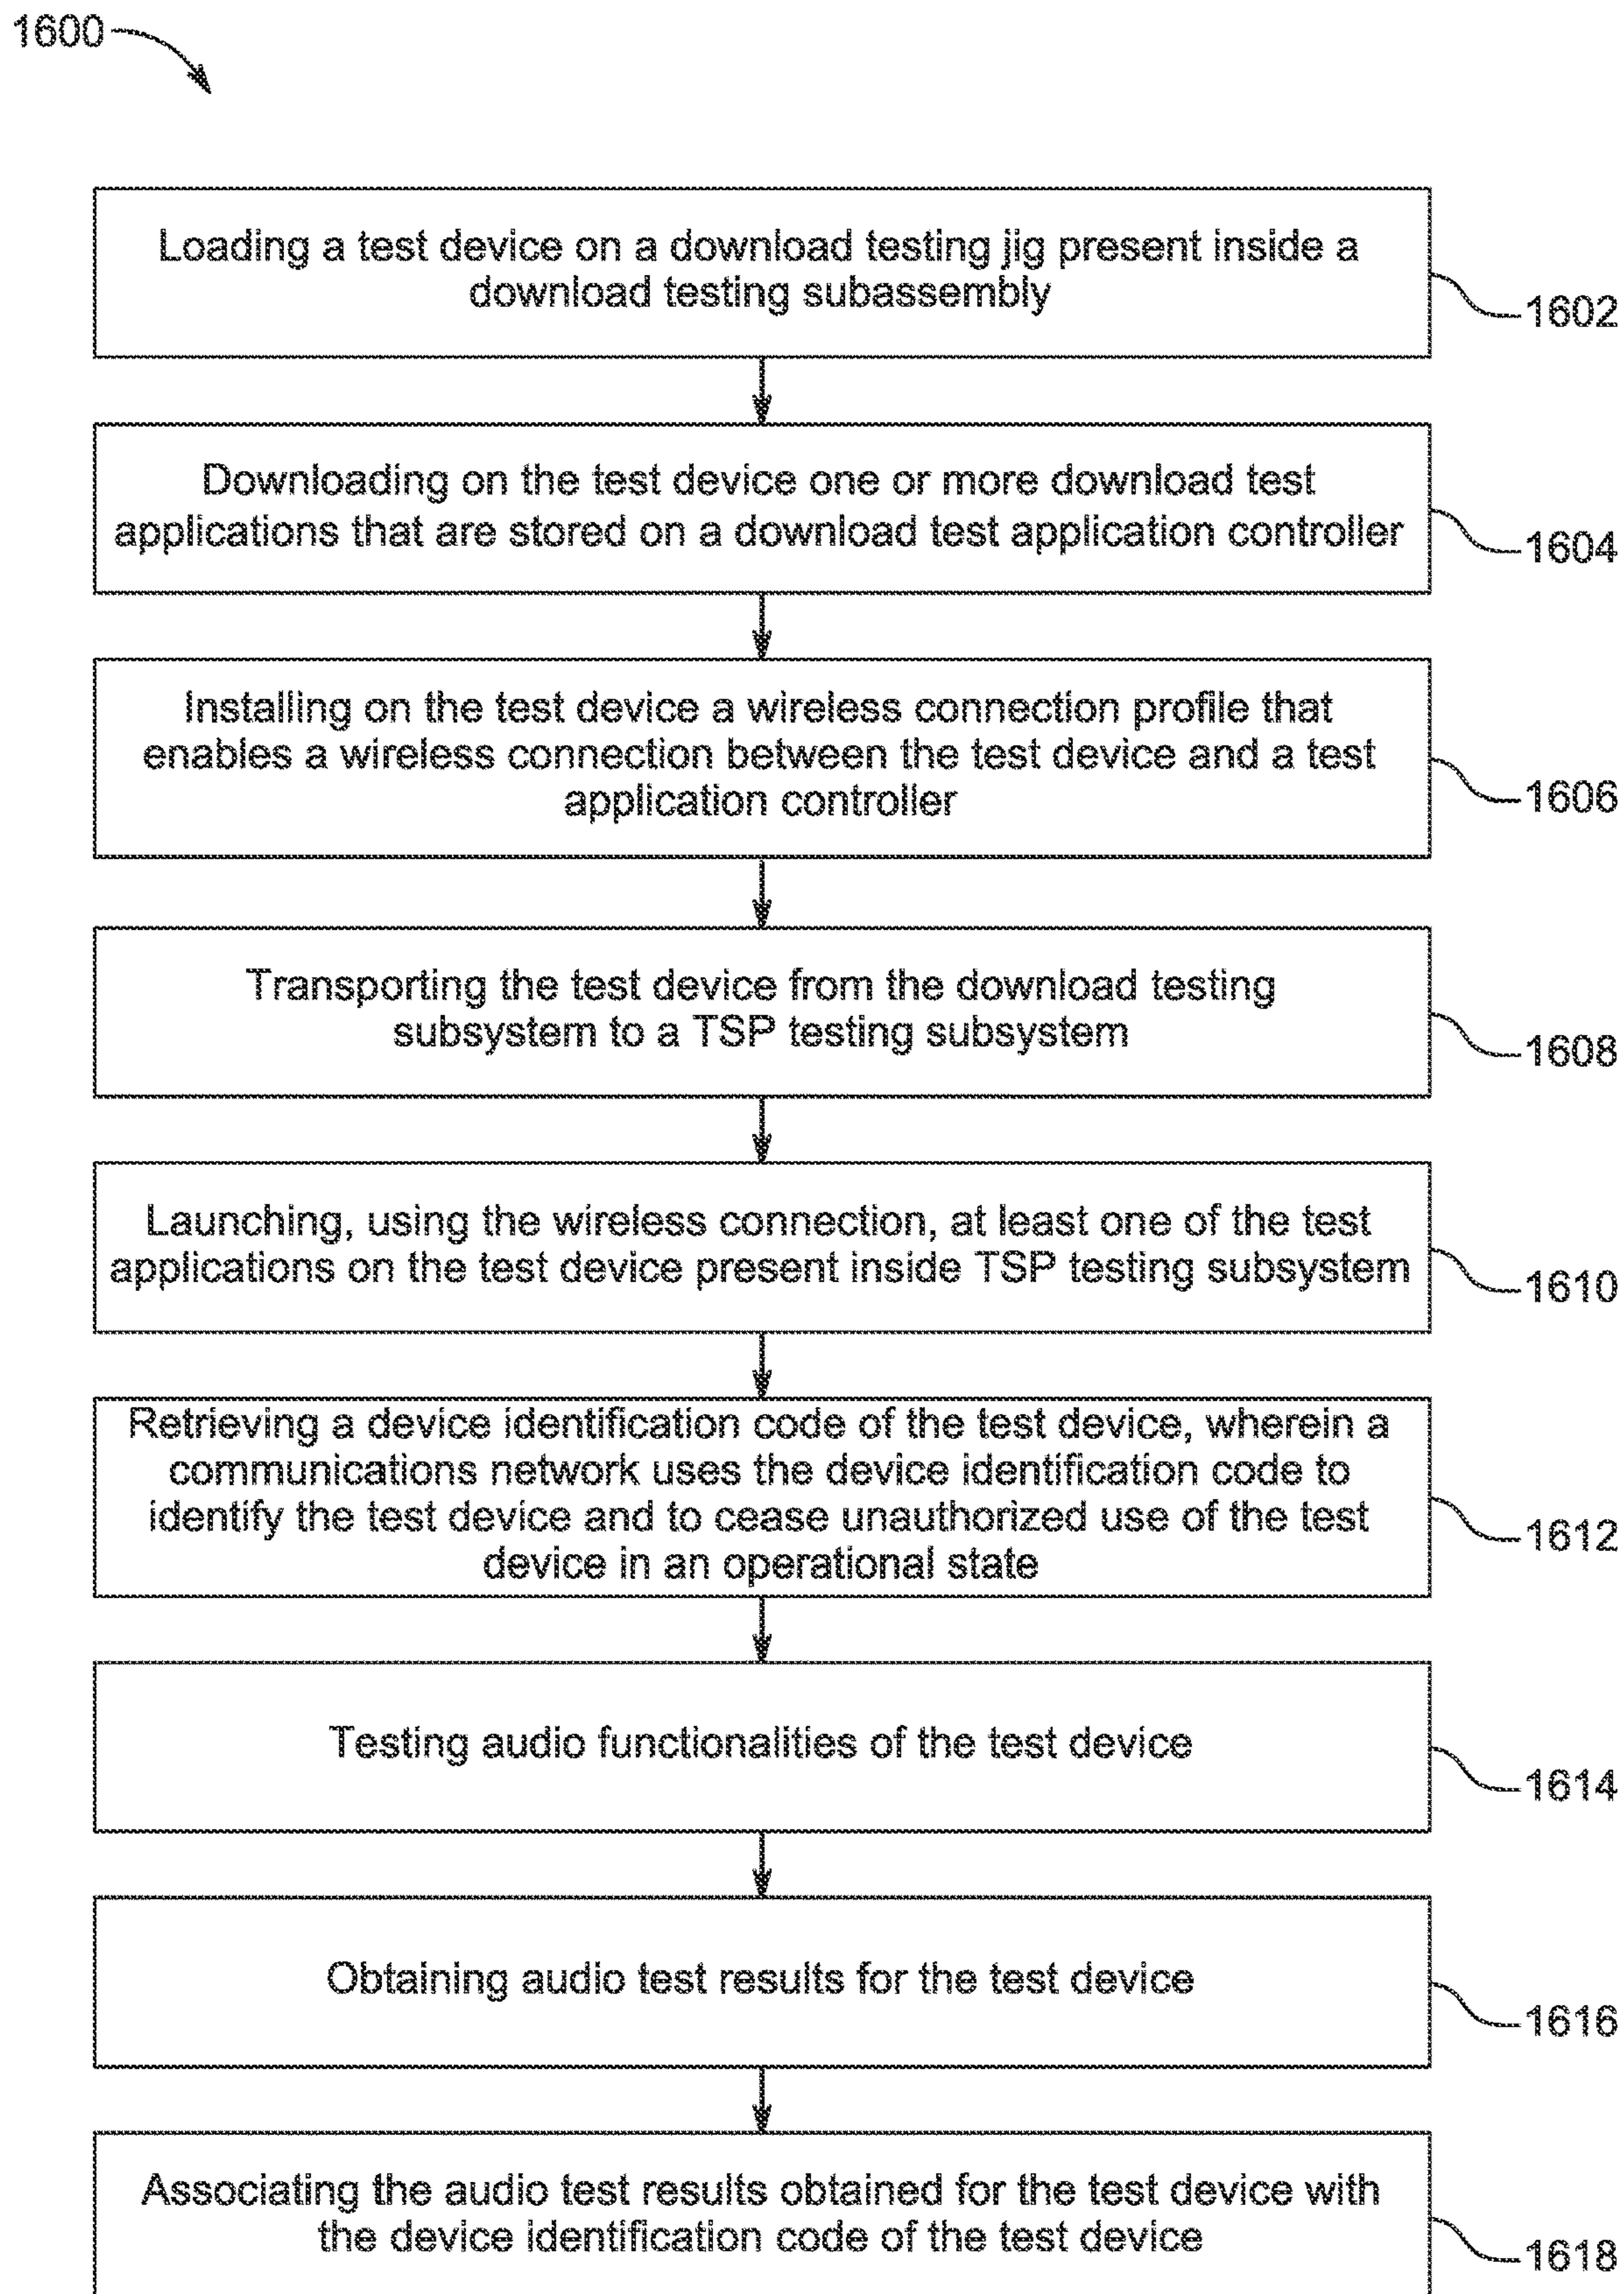 1600
Loading a test device on a download testing jig present inside a
download testing subassembly
1602
Downloading on the test device one or more download test
applications that are stored on a download test application controller
1604
Installing on the test device a wireless connection profile that
enables a wireless connection between the test device and a test
application controller
1606
Transporting the test device from the download testing
subsystem to a TSP testing subsystem
1608
Launching, using the wireless connection, at least one of the test
applications on the test device present inside TSP testing subsystem
1610
Retrieving a device identification code of the test device, wherein a
communications network uses the device identification code to
identify the test device and to cease unauthorized use of the test
device in an operational state
1612
Testing audio functionalities of the test device
1614
Obtaining audio test results for the test device
1616
Associating the audio test results obtained for the test device with
the device identification code of the test device
1618